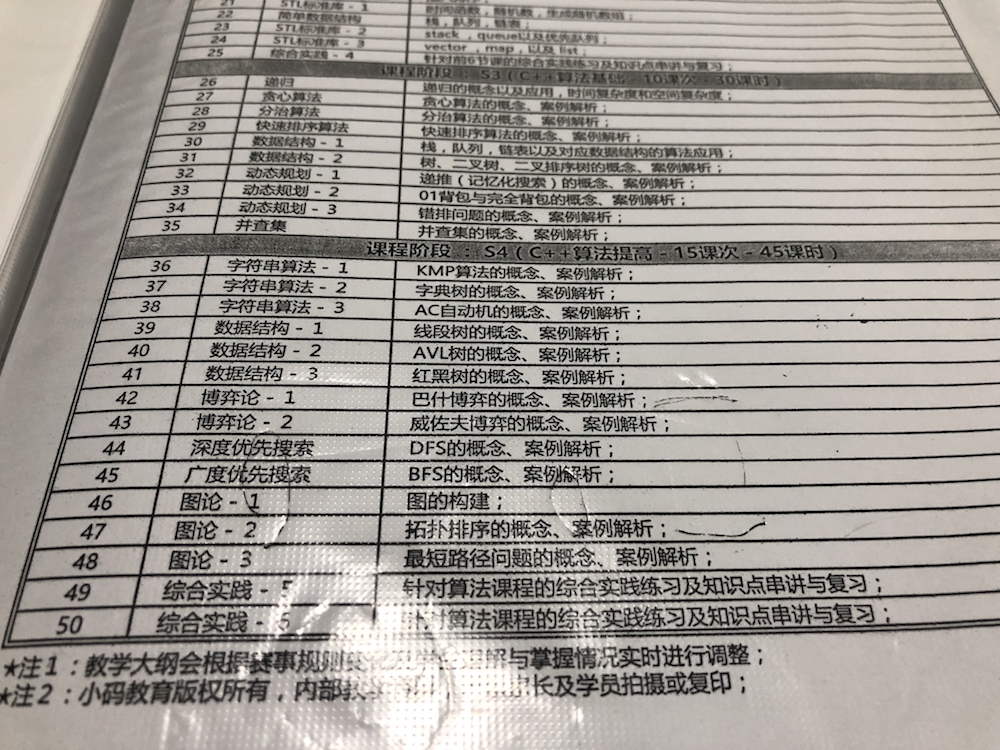 21 STL标准库 - 1 时间函数，随机数，生成随机数组；
22 简单数据结构 栈，队列，链表；
23 STL标准库 - 2 stack，queue以及优先队列；
24 STL标准库 - 3 vector，map，以及 list；
25 综合实践 - 4 针对前6节课的综合实践练习及知识点串讲与复习；
课程阶段 ： S3（C++算法基础 - 10课次 - 30课时）
26 递归 递归的概念以及应用，时间复杂度和空间复杂度；
27 贪心算法 贪心算法的概念、案例解析；
28 分治算法 分治算法的概念、案例解析；
29 快速排序算法 快速排序算法的概念、案例解析；
30 数据结构 - 1 栈，队列，链表以及对应数据结构的算法应用；
31 数据结构 - 2 树、二叉树、二叉排序树的概念、案例解析；
32 动态规划 - 1 递推（记忆化搜索）的概念、案例解析；
33 动态规划 - 2 01背包与完全背包的概念、案例解析；
34 动态规划 - 3 错排问题的概念、案例解析；
35 并查集 并查集的概念、案例解析；
课程阶段 ： S4（C++算法提高 - 15课次 - 45课时）
36 字符串算法 - 1 KMP算法的概念、案例解析；
37 字符串算法 - 2 字典树的概念、案例解析；
38 字符串算法 - 3 AC自动机的概念、案例解析；
39 数据结构 - 1 线段树的概念、案例解析；
40 数据结构 - 2 AVL树的概念、案例解析；
41 数据结构 - 3 红黑树的概念、案例解析；
42 博弈论 - 1 巴什博弈的概念、案例解析；
43 博弈论 - 2 威佐夫博弈的概念、案例解析；
44 深度优先搜索 DFS的概念、案例解析；
45 广度优先搜索 BFS的概念、案例解析；
46 图论 - 1 图的构建；
47 图论 - 2 拓扑排序的概念、案例解析；
48 图论 - 3 最短路径问题的概念、案例解析；
49 综合实践 - 5 针对算法课程的综合实践练习及知识点串讲与复习；
50 综合实践 - 6 针对算法课程的综合实践练习及知识点串讲与复习；
★注1：教学大纲会根据赛事规则 与掌握情况实时进行调整；
★注2：小码教育版权所有，内部 家长及学员拍摄或复印；